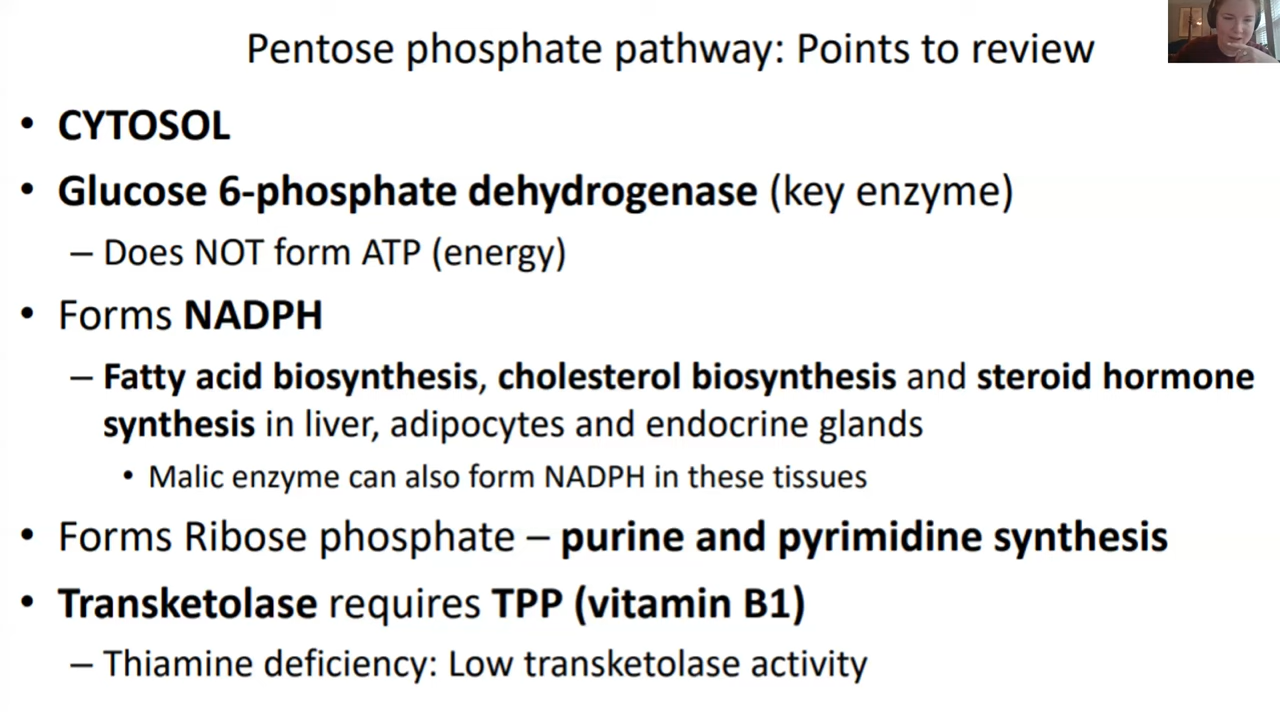 Pentose phosphate pathway: Points to review
• CYTOSOL
• Glucose 6-phosphate dehydrogenase (key enzyme)
– Does NOT form ATP (energy)
• Forms NADPH
– Fatty acid biosynthesis, cholesterol biosynthesis and steroid hormone
synthesis in liver, adipocytes and endocrine glands
• Malic enzyme can also form NADPH in these tissues
• Forms Ribose phosphate – purine and pyrimidine synthesis
• Transketolase requires TPP (vitamin B1)
– Thiamine deficiency: Low transketolase activity